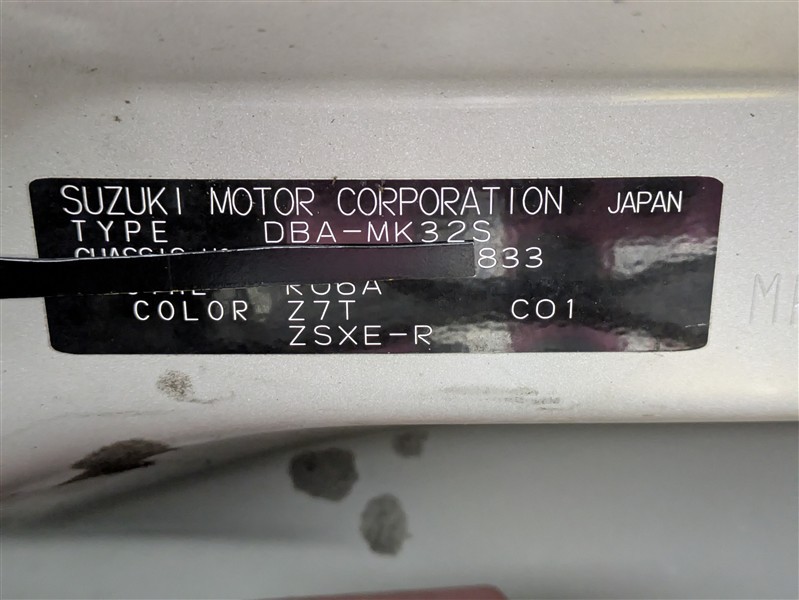 SUZUKI MOTOR CORPORATION JAPAN
TYPE DBA-MK32S
833
R06A
COLOR Z7T C01
ZSXE-R